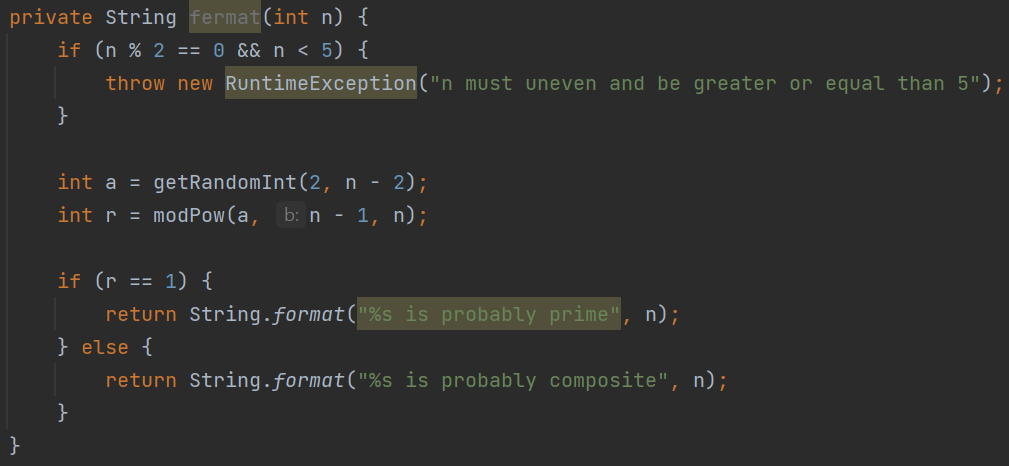 private String fermat(int n) {
    if (n % 2 == 0 && n < 5) {
        throw new RuntimeException("n must uneven and be greater or equal than 5");
    }

    int a = getRandomInt(2, n - 2);
    int r = modPow(a, b: n - 1, n);

    if (r == 1) {
        return String.format("%s is probably prime", n);
    } else {
        return String.format("%s is probably composite", n);
    }
}